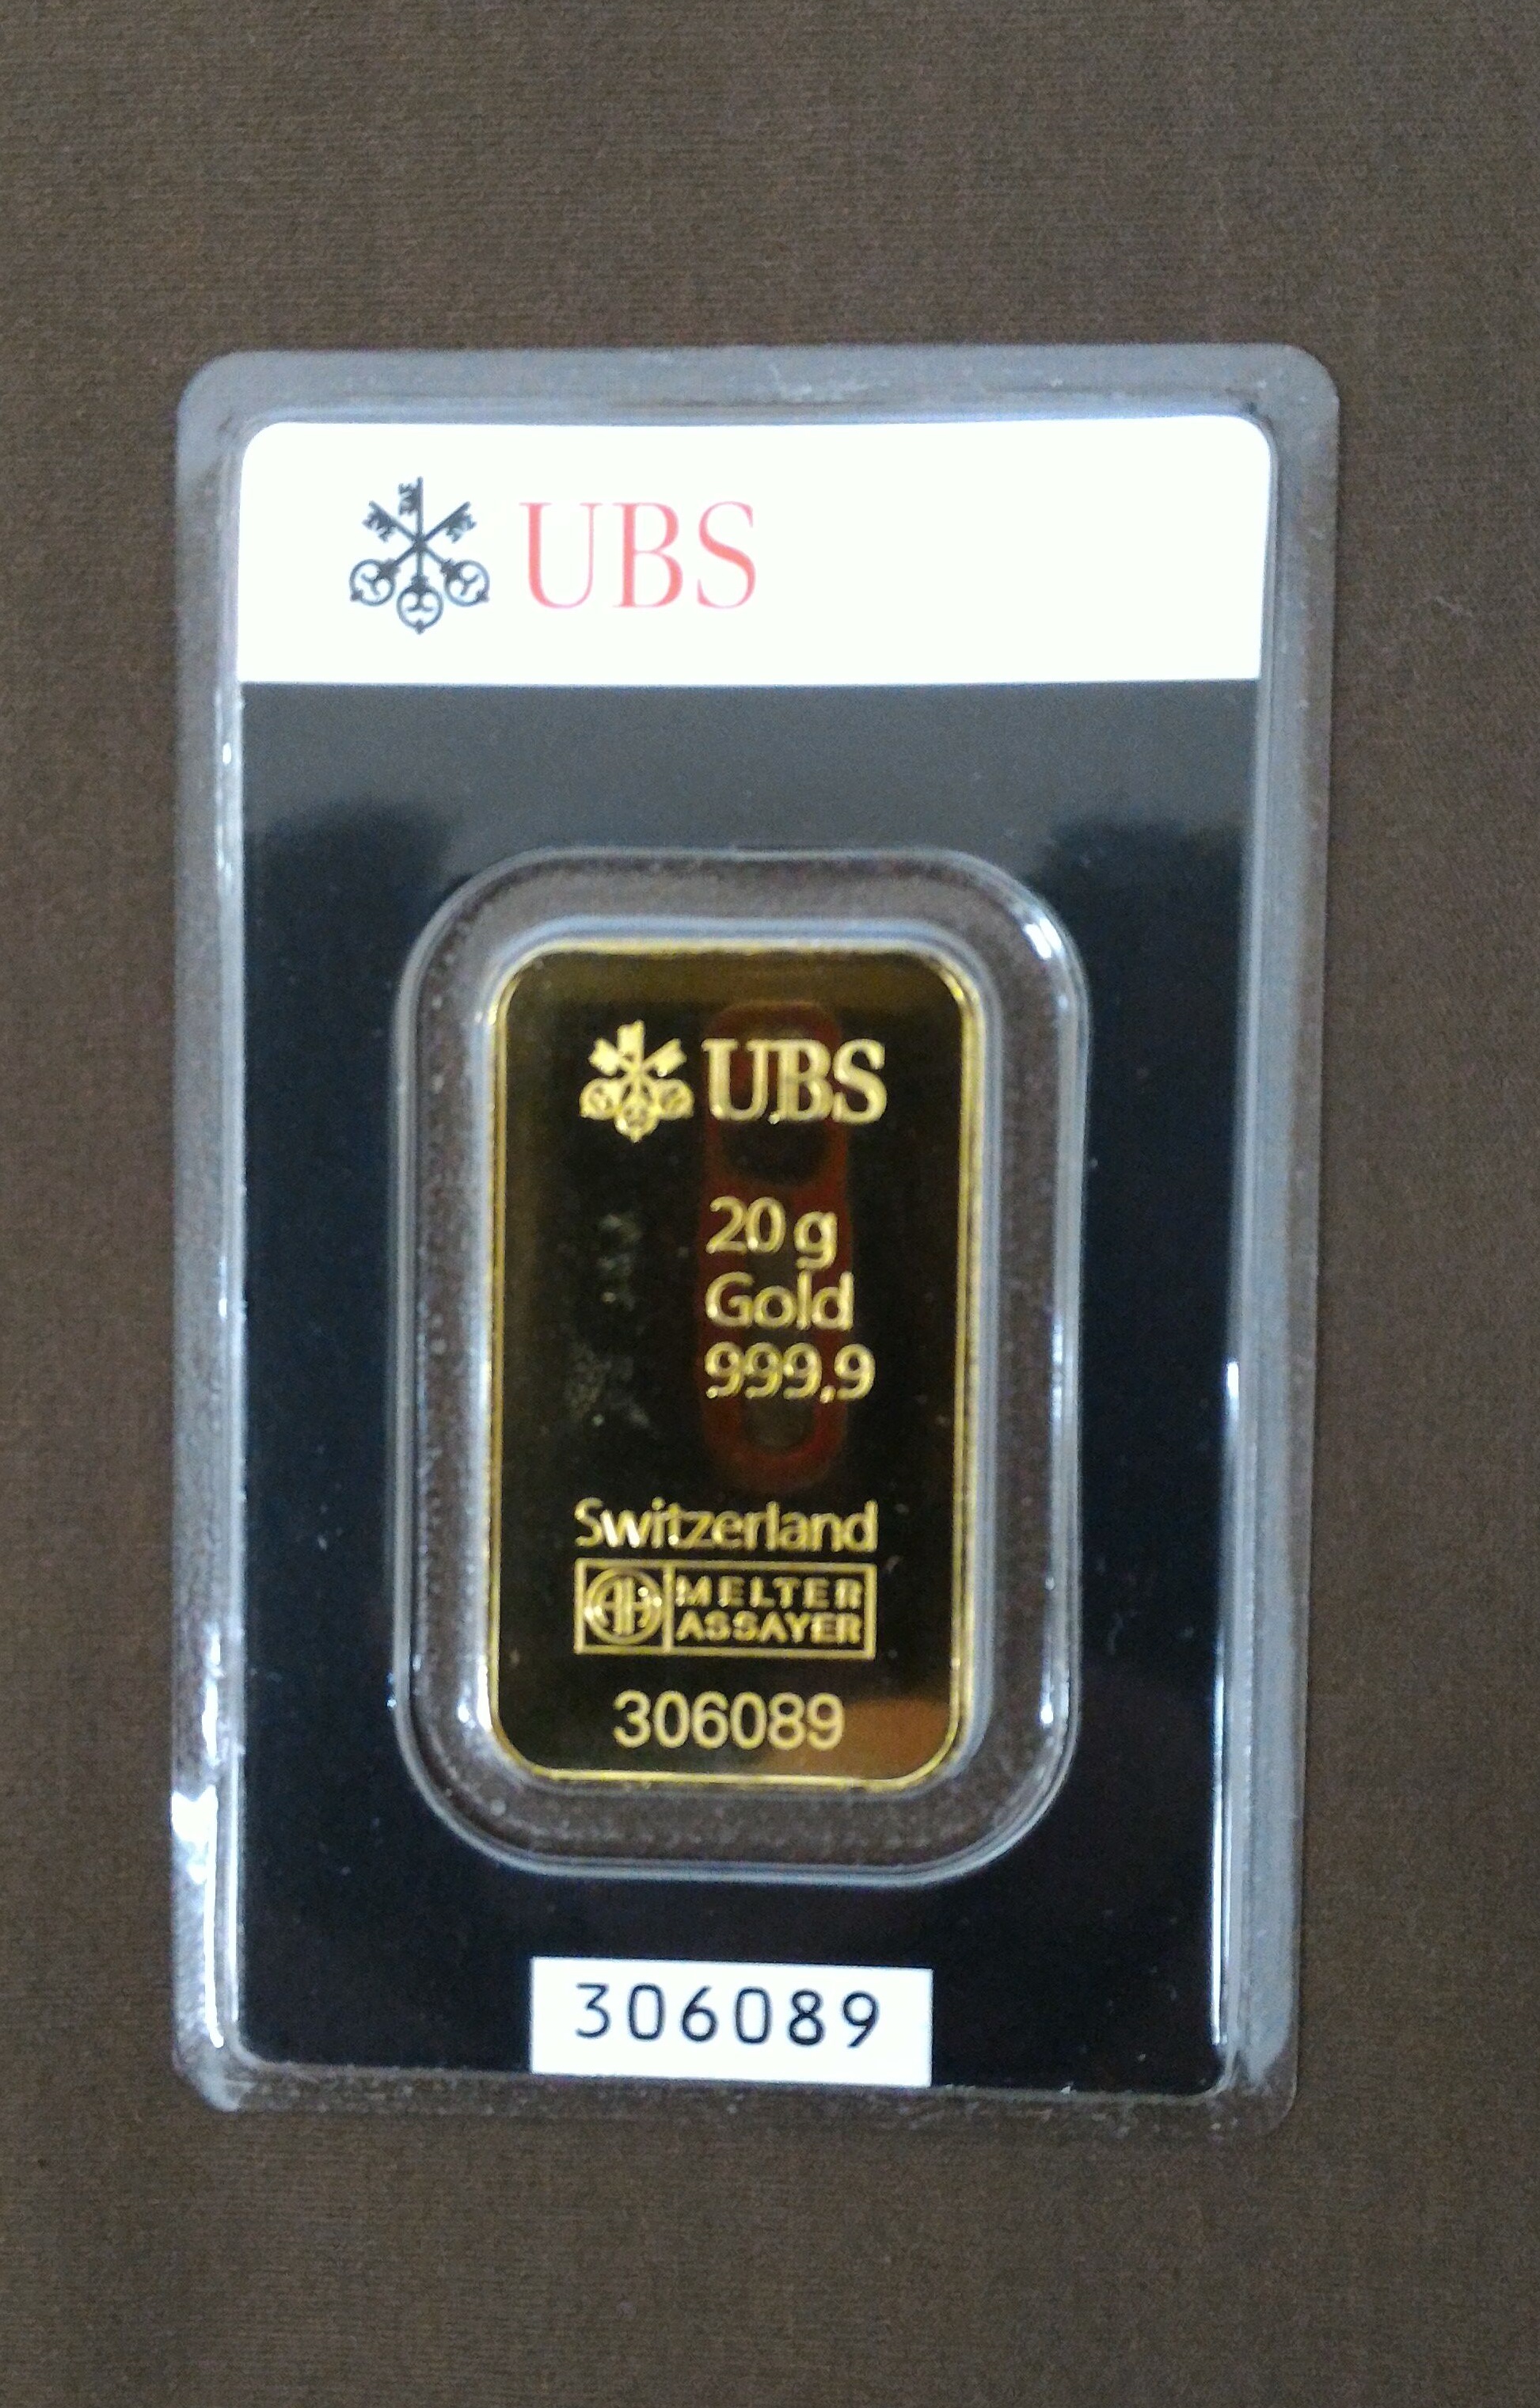 UBS
UBS
20 g
Gold
999,9
Switzerland
MELTER
ASSAYER
306089
306089